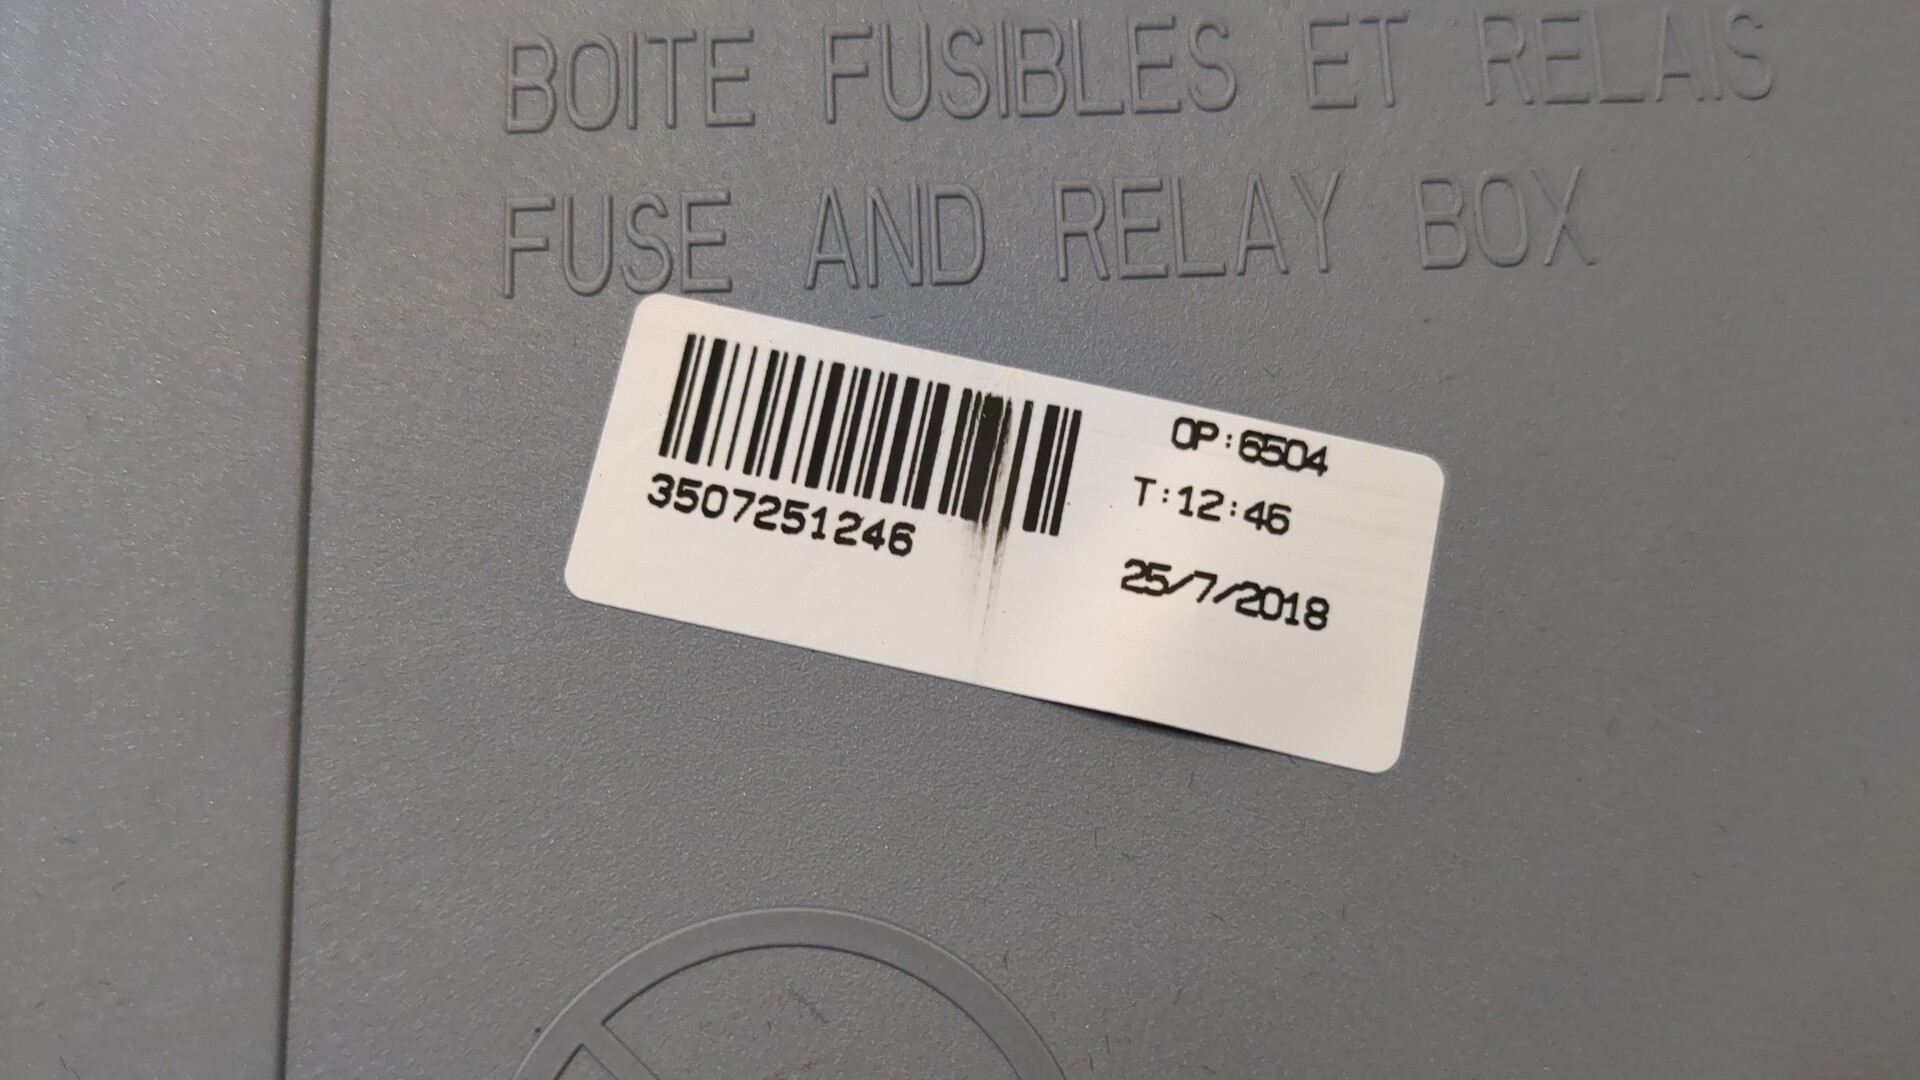 BOITE FUSIBLES ET RELAIS
FUSE AND RELAY BOX
3507251246
OP:6504
T:12:46
25/7/2018